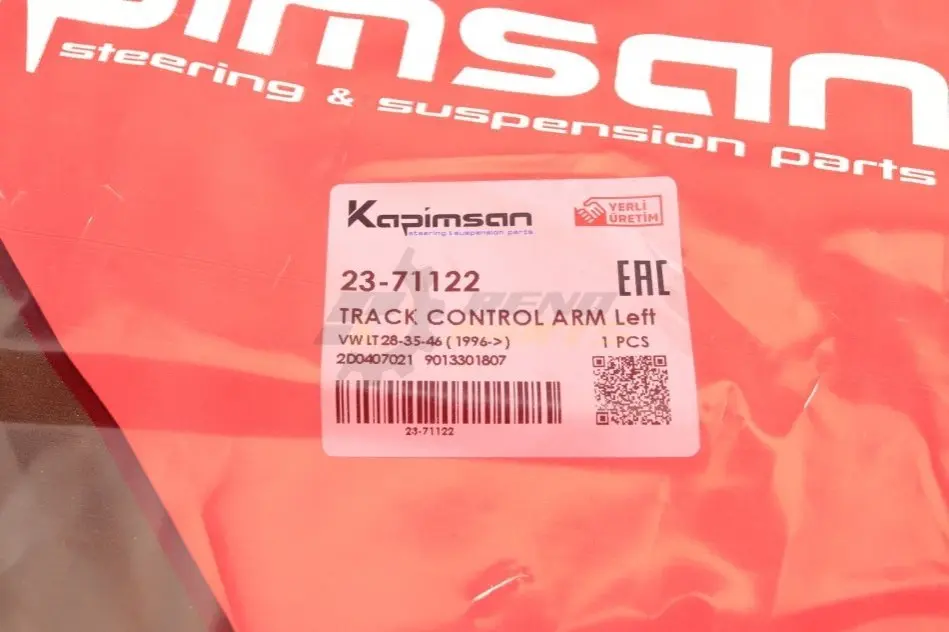 apimsan
steering & suspension parts
Kapimsan
steering & suspension parts
YERLİ
ÜRETİM
23-71122
EAC
TRACK CONTROL ARM Left
VW LT 28-35-46 ( 1996-> )
1 PCS
2D0407021 9013301807
23-71122